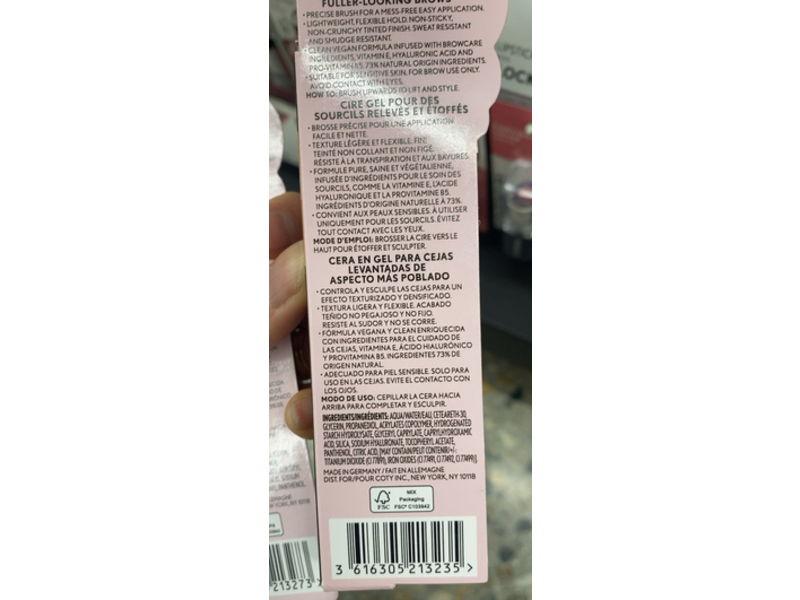 FULLER-LOOKING BROWS
• PRECISE BRUSH FOR A MESS-FREE EASY APPLICATION.
• LIGHTWEIGHT, FLEXIBLE HOLD. NON-STICKY,
NON-CRUNCHY TINTED FINISH. SWEAT RESISTANT
AND SMUDGE RESISTANT.
• CLEAN VEGAN FORMULA INFUSED WITH BROWCARE
INGREDIENTS, VITAMIN E, HYALURONIC ACID AND
PRO-VITAMIN B5. 73% NATURAL ORIGIN INGREDIENTS.
• SUITABLE FOR SENSITIVE SKIN. FOR BROW USE ONLY.
AVOID CONTACT WITH EYES.
HOW TO: BRUSH UPWARDS TO LIFT AND STYLE.
CIRE GEL POUR DES
SOURCILS RELEVÉS ET ÉTOFFÉS
• BROSSE PRÉCISE POUR UNE APPLICATION
FACILE ET NETTE.
• TEXTURE LÉGÈRE ET FLEXIBLE. FINI
TEINTÉ NON COLLANT ET NON FIGÉ.
RÉSISTE À LA TRANSPIRATION ET AUX BAVURES.
• FORMULE PURE, SAINE ET VÉGÉTALIENNE,
INFUSÉE D'INGRÉDIENTS POUR LE SOIN DES
SOURCILS, COMME LA VITAMINE E, L'ACIDE
HYALURONIQUE ET LA PROVITAMINE B5.
INGRÉDIENTS D'ORIGINE NATURELLE À 73%.
• CONVIENT AUX PEAUX SENSIBLES. À UTILISER
UNIQUEMENT POUR LES SOURCILS. ÉVITEZ
TOUT CONTACT AVEC LES YEUX.
MODE D'EMPLOI: BROSSER LA CIRE VERS LE
HAUT POUR ÉTOFFER ET SCULPTER.
CERA EN GEL PARA CEJAS
LEVANTADAS DE
ASPECTO MÁS POBLADO
• CONTROLA Y ESCULPE LAS CEJAS PARA UN
EFECTO TEXTURIZADO Y DENSIFICADO.
• TEXTURA LIGERA Y FLEXIBLE. ACABADO
TEÑIDO NO PEGAJOSO Y NO FIJO.
RESISTE AL SUDOR Y NO SE CORRE.
• FÓRMULA VEGANA Y CLEAN ENRIQUECIDA
CON INGREDIENTES PARA EL CUIDADO DE
LAS CEJAS, VITAMINA E, ÁCIDO HIALURÓNICO
Y PROVITAMINA B5. INGREDIENTES 73% DE
ORIGEN NATURAL.
• ADECUADO PARA PIEL SENSIBLE. SOLO PARA
USO EN LAS CEJAS. EVITE EL CONTACTO CON
LOS OJOS.
MODO DE USO: CEPILLAR LA CERA HACIA
ARRIBA PARA COMPLETAR Y ESCULPIR.
INGREDIENTS/INGRÉDIENTS: AQUA/WATER/EAU, CETEARETH-30,
GLYCERIN, PROPANEDIOL, ACRYLATES COPOLYMER, HYDROGENATED
STARCH HYDROLYSATE, GLYCERYL CAPRYLATE, CAPRYLHYDROXAMIC
ACID, SILICA, SODIUM HYALURONATE, TOCOPHERYL ACETATE,
PANTHENOL, CITRIC ACID, [MAY CONTAIN/PEUT CONTENIR/+/-:
TITANIUM DIOXIDE (CI 77891), IRON OXIDES (CI 77491, CI 77492, CI 77499)].
MADE IN GERMANY / FAIT EN ALLEMAGNE
DIST. FOR/POUR COTY INC., NEW YORK, NY 10118
MIX
Packaging
FSC
FSC® C103942
3 616305 213235 >
213273 >